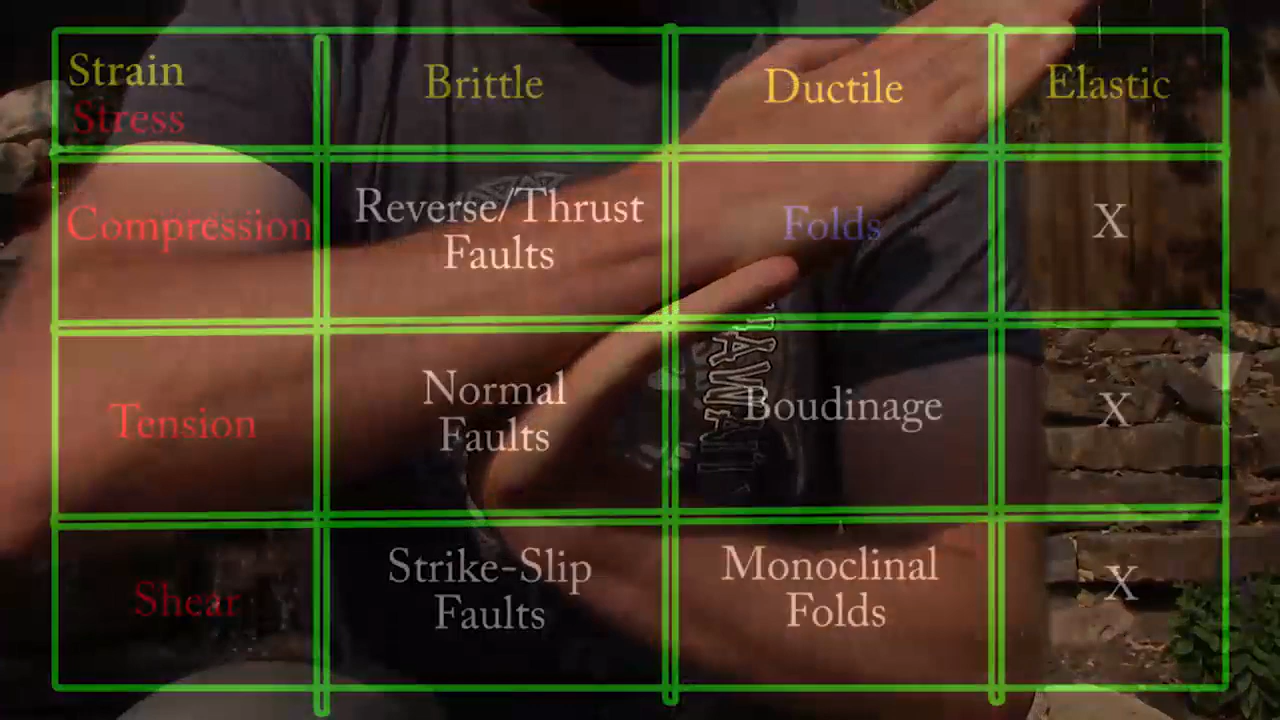 Strain
Stress
Brittle
Ductile
Elastic
Compression
Reverse/Thrust
Faults
Folds
X
Tension
Normal
Faults
Boudinage
X
Shear
Strike-Slip
Faults
Monoclinal
Folds
X
HAWAII